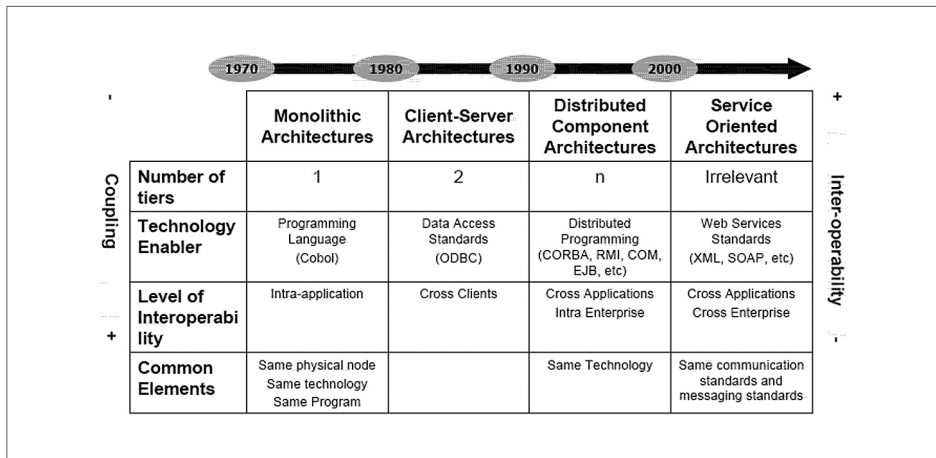 1970 1980 1990 2000
- +
Monolithic
Architectures
Client-Server
Architectures
Distributed
Component
Architectures
Service
Oriented
Architectures
Coupling
Inter-operability
Number of
tiers
1
2
n
Irrelevant
Technology
Enabler
Programming
Language
(Cobol)
Data Access
Standards
(ODBC)
Distributed
Programming
(CORBA, RMI, COM,
EJB, etc)
Web Services
Standards
(XML, SOAP, etc)
Level of
Interoperabi
lity
Intra-application
Cross Clients
Cross Applications
Intra Enterprise
Cross Applications
Cross Enterprise
+ -
Common
Elements
Same physical node
Same technology
Same Program
Same Technology
Same communication
standards and
messaging standards